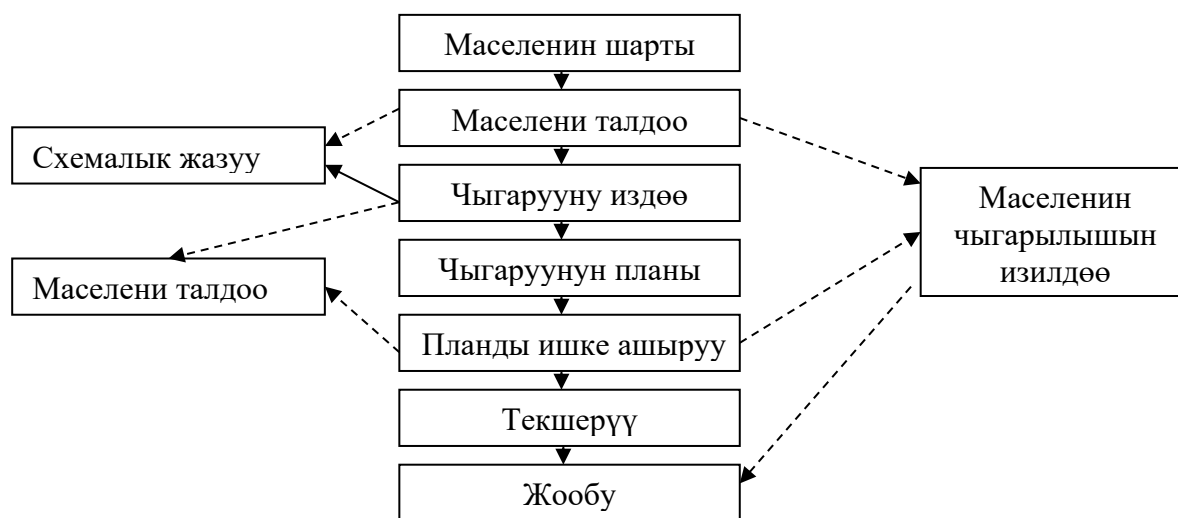 Маселенин шарты
Маселени талдоо
Схемалык жазуу
Чыгарууну издөө
Маселенин
чыгарылышын
изилдөө
Чыгаруунун планы
Маселени талдоо
Планды ишке ашыруу
Текшерүү
Жообу